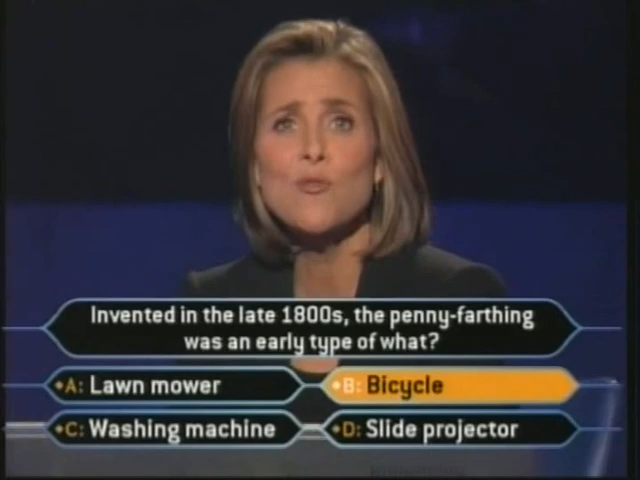 Invented in the late 1800s, the penny-farthing
was an early type of what?
A: Lawn mower
B: Bicycle
C: Washing machine
D: Slide projector